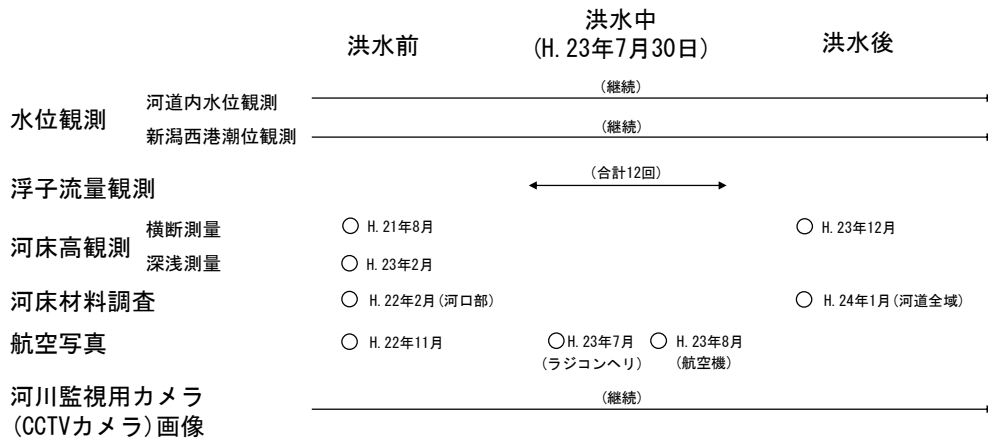 洪水前
洪水中
(H.23年7月30日)
洪水後
水位観測
河道内水位観測
(継続)
新潟西港潮位観測
(継続)
浮子流量観測
(合計12回)
河床高観測
横断測量
○ H.21年8月
○ H.23年12月
深浅測量
○ H.23年2月
河床材料調査
○ H.22年2月(河口部)
○ H.24年1月(河道全域)
航空写真
○ H.22年11月
○H.23年7月
(ラジコンヘリ)
○ H.23年8月
(航空機)
河川監視用カメラ
(CCTVカメラ)画像
(継続)